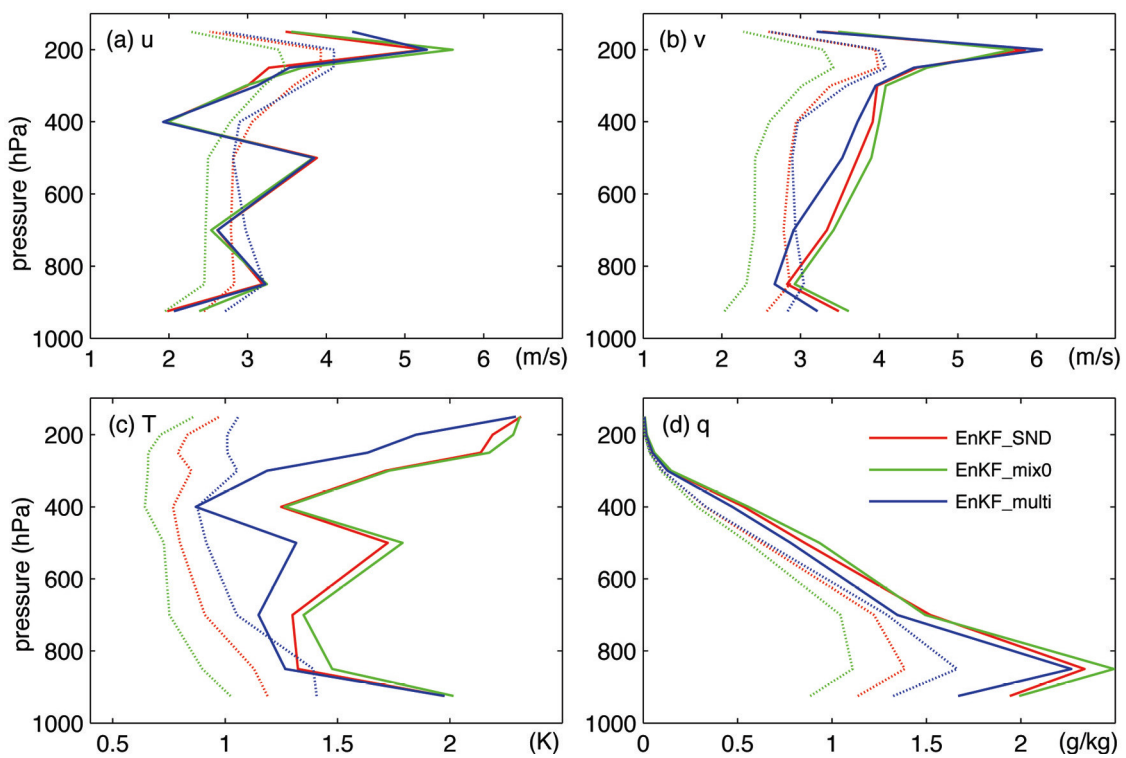 (a) u
(b) v
200
200
400
400
600
600
800
800
1000
1000
pressure (hPa)
1 2 3 4 5 6 (m/s)
1 2 3 4 5 6 (m/s)
(c) T
(d) q
EnKF_SND
EnKF_mix0
EnKF_multi
200
200
400
400
600
600
800
800
1000
1000
pressure (hPa)
0.5 1 1.5 2 (K)
0 0.5 1 1.5 2 (g/kg)